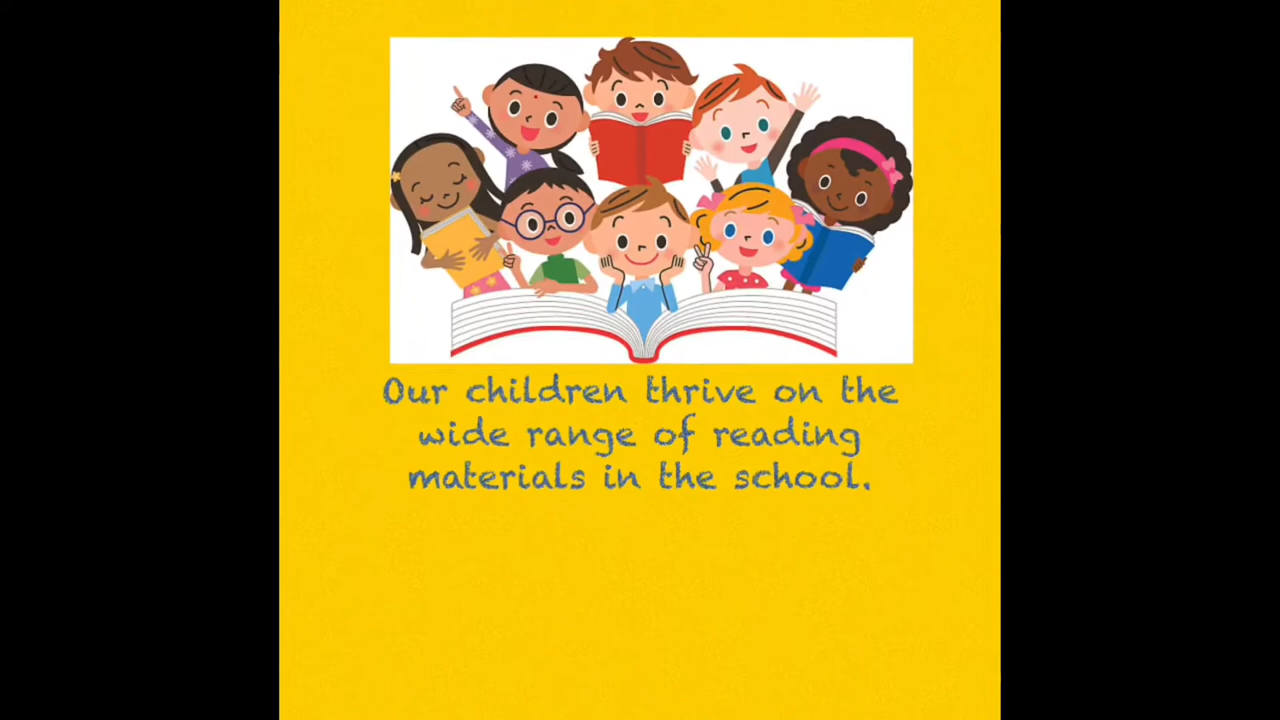 Our children thrive on the
wide range of reading
materials in the school.